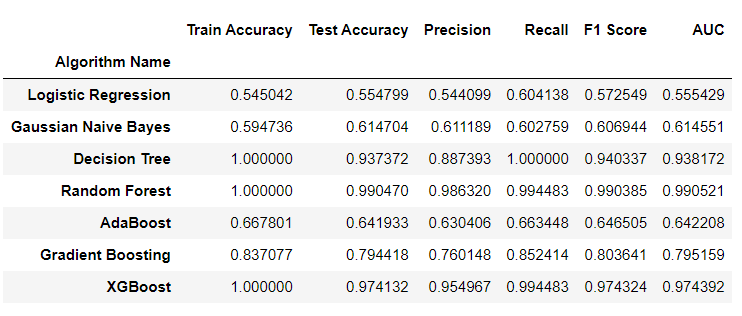 Train Accuracy Test Accuracy Precision Recall F1 Score AUC
Algorithm Name
Logistic Regression 0.545042 0.554799 0.544099 0.604138 0.572549 0.555429
Gaussian Naive Bayes 0.594736 0.614704 0.611189 0.602759 0.606944 0.614551
Decision Tree 1.000000 0.937372 0.887393 1.000000 0.940337 0.938172
Random Forest 1.000000 0.990470 0.986320 0.994483 0.990385 0.990521
AdaBoost 0.667801 0.641933 0.630406 0.663448 0.646505 0.642208
Gradient Boosting 0.837077 0.794418 0.760148 0.852414 0.803641 0.795159
XGBoost 1.000000 0.974132 0.954967 0.994483 0.974324 0.974392